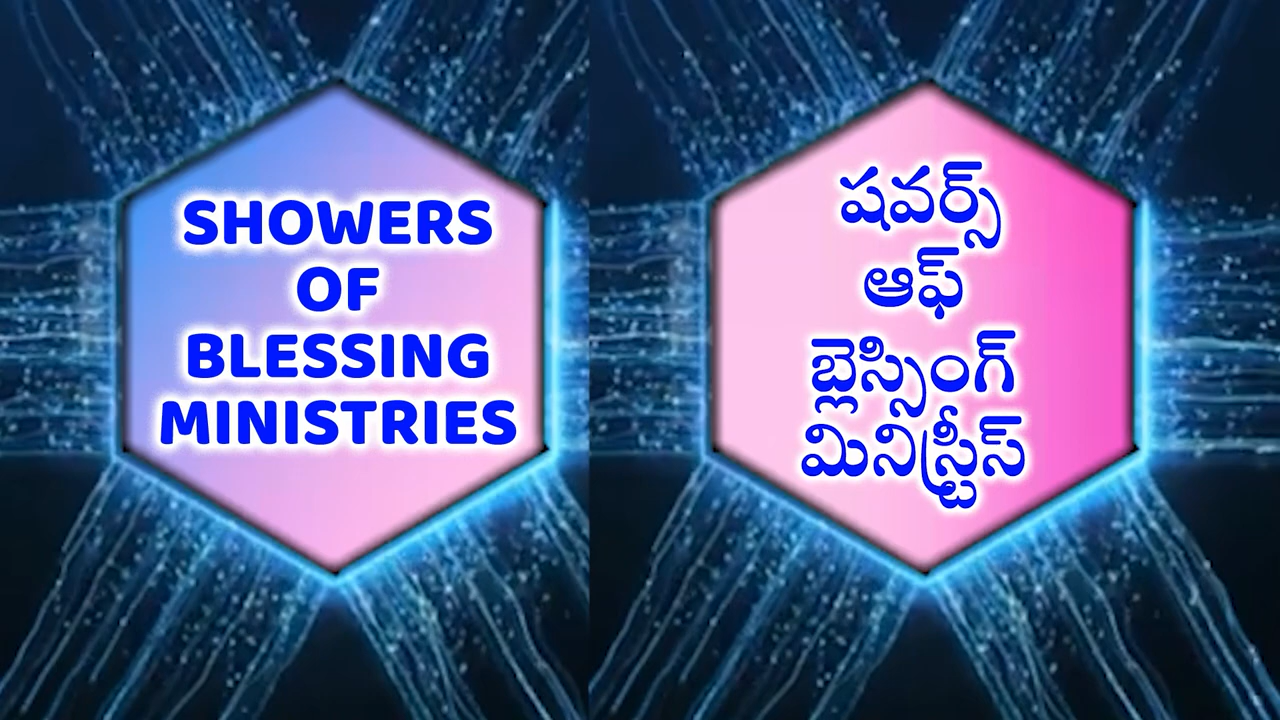 SHOWERS
OF
BLESSING
MINISTRIES
షవర్స్
ఆఫ్
బ్లెస్సింగ్
మినిస్ట్రీస్